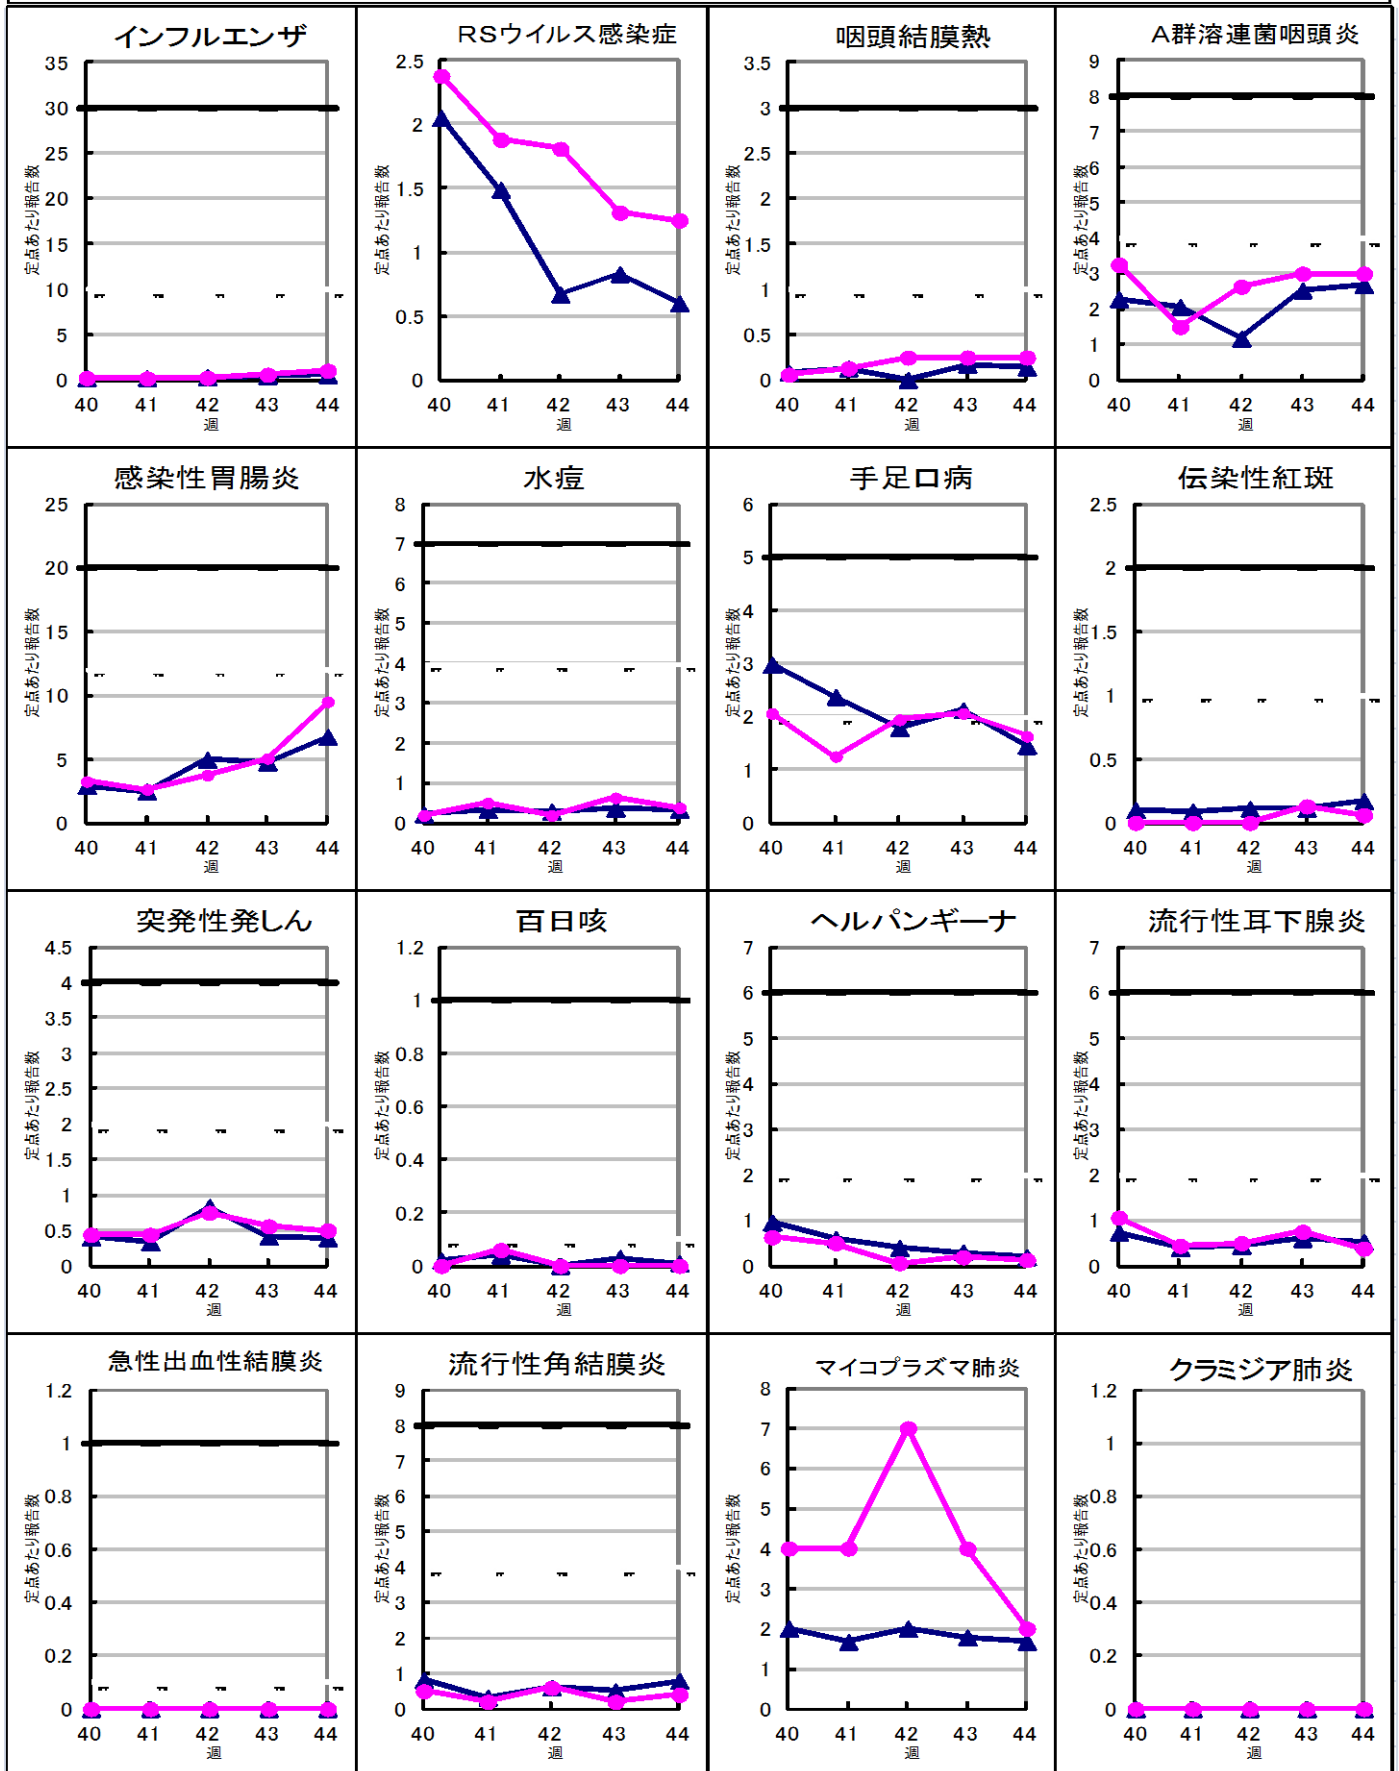 インフルエンザ
35
30
25
20
15
10
5
0
40 41 42 43 44
週
定点あたり報告数
RSウイルス感染症
2.5
2
1.5
1
0.5
0
40 41 42 43 44
週
定点あたり報告数
咽頭結膜熱
3.5
3
2.5
2
1.5
1
0.5
0
40 41 42 43 44
週
定点あたり報告数
A群溶連菌咽頭炎
9
8
7
6
5
4
3
2
1
0
40 41 42 43 44
週
定点あたり報告数
感染性胃腸炎
25
20
15
10
5
0
40 41 42 43 44
週
定点あたり報告数
水痘
8
7
6
5
4
3
2
1
0
40 41 42 43 44
週
定点あたり報告数
手足口病
6
5
4
3
2
1
0
40 41 42 43 44
週
定点あたり報告数
伝染性紅斑
2.5
2
1.5
1
0.5
0
40 41 42 43 44
週
定点あたり報告数
突発性発しん
4.5
4
3.5
3
2.5
2
1.5
1
0.5
0
40 41 42 43 44
週
定点あたり報告数
百日咳
1.2
1
0.8
0.6
0.4
0.2
0
40 41 42 43 44
週
定点あたり報告数
ヘルパンギーナ
7
6
5
4
3
2
1
0
40 41 42 43 44
週
定点あたり報告数
流行性耳下腺炎
7
6
5
4
3
2
1
0
40 41 42 43 44
週
定点あたり報告数
急性出血性結膜炎
1.2
1
0.8
0.6
0.4
0.2
0
40 41 42 43 44
週
定点あたり報告数
流行性角結膜炎
9
8
7
6
5
4
3
2
1
0
40 41 42 43 44
週
定点あたり報告数
マイコプラズマ肺炎
8
7
6
5
4
3
2
1
0
40 41 42 43 44
週
定点あたり報告数
クラミジア肺炎
1.2
1
0.8
0.6
0.4
0.2
0
40 41 42 43 44
週
定点あたり報告数